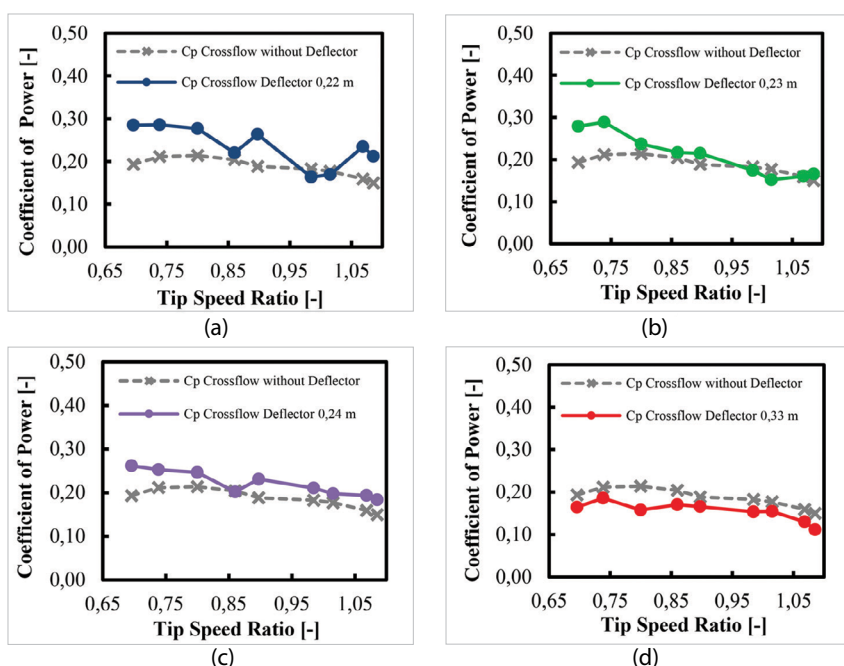 0,50
Cp Crossflow without Deflector
0,40
Cp Crossflow Deflector 0,22 m
0,30
0,20
0,10
0,00
0,65 0,75 0,85 0,95 1,05
Tip Speed Ratio [-]
Coefficient of Power [-]
(a)
0,50
Cp Crossflow without Deflector
0,40
Cp Crossflow Deflector 0,23 m
0,30
0,20
0,10
0,00
0,65 0,75 0,85 0,95 1,05
Tip Speed Ratio [-]
Coefficient of Power [-]
(b)
0,50
Cp Crossflow without Deflector
0,40
Cp Crossflow Deflector 0,24 m
0,30
0,20
0,10
0,00
0,65 0,75 0,85 0,95 1,05
Tip Speed Ratio [-]
Coefficient of Power [-]
(c)
0,50
Cp Crossflow without Deflector
0,40
Cp Crossflow Deflector 0,33 m
0,30
0,20
0,10
0,00
0,65 0,75 0,85 0,95 1,05
Tip Speed Ratio [-]
Coefficient of Power [-]
(d)